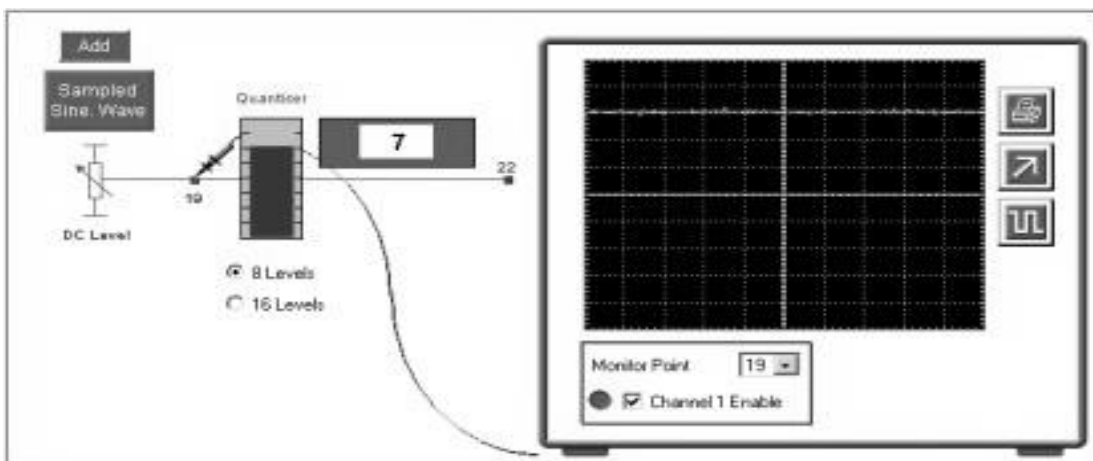 Add
Sampled
Sine. Wave
Quantiser
7
22
19
DC Level
8 Levels
16 Levels
Monitor Point
19
Channel 1 Enable